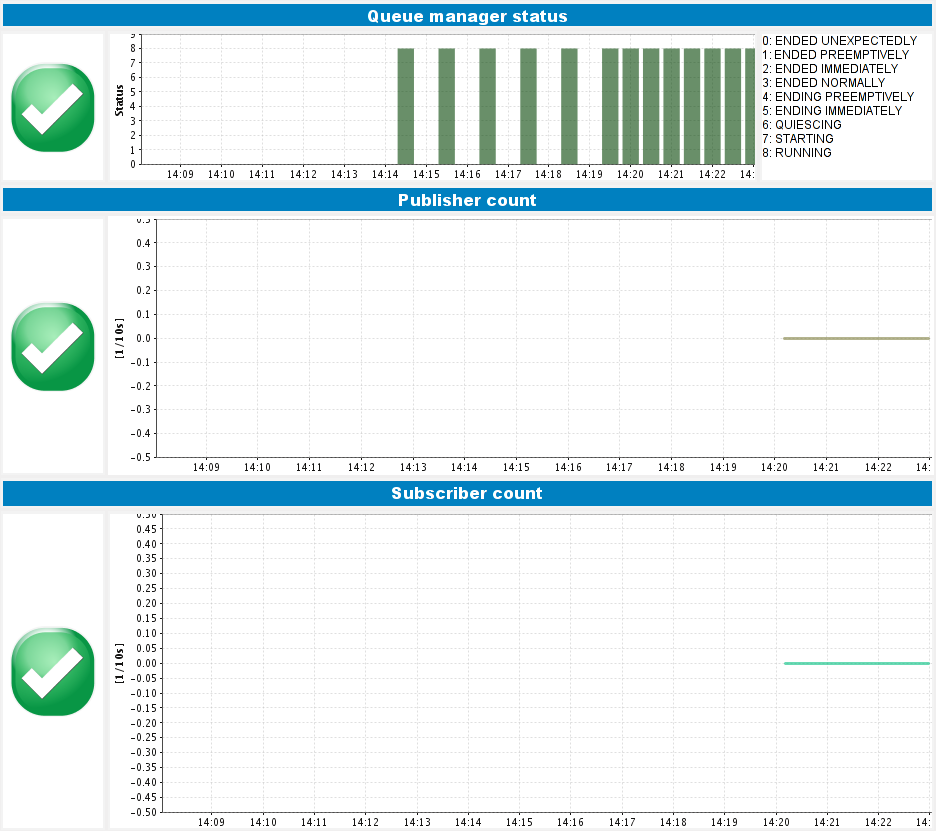 Queue manager status
Status
9
8
7
6
5
4
3
2
1
0
14:09 14:10 14:11 14:12 14:13 14:14 14:15 14:16 14:17 14:18 14:19 14:20 14:21 14:22 14:
0: ENDED UNEXPECTEDLY
1: ENDED PREEMPTIVELY
2: ENDED IMMEDIATELY
3: ENDED NORMALLY
4: ENDING PREEMPTIVELY
5: ENDING IMMEDIATELY
6: QUIESCING
7: STARTING
8: RUNNING
Publisher count
[1/10s]
0.5
0.4
0.3
0.2
0.1
0.0
-0.1
-0.2
-0.3
-0.4
-0.5
14:09 14:10 14:11 14:12 14:13 14:14 14:15 14:16 14:17 14:18 14:19 14:20 14:21 14:22 14:
Subscriber count
[1/10s]
0.50
0.45
0.40
0.35
0.30
0.25
0.20
0.15
0.10
0.05
0.00
-0.05
-0.10
-0.15
-0.20
-0.25
-0.30
-0.35
-0.40
-0.45
-0.50
14:09 14:10 14:11 14:12 14:13 14:14 14:15 14:16 14:17 14:18 14:19 14:20 14:21 14:22 14: